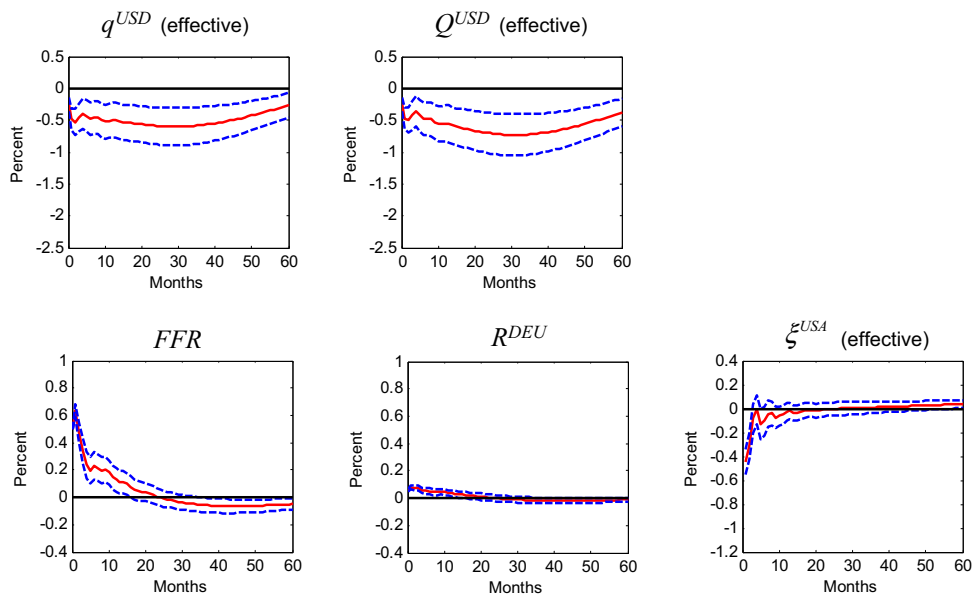 q^{USD} (effective)
Q^{USD} (effective)
0.5
0
-0.5
-1
-1.5
-2
-2.5
Percent
0 10 20 30 40 50 60
Months
0.5
0
-0.5
-1
-1.5
-2
-2.5
Percent
0 10 20 30 40 50 60
Months
FFR
R^{DEU}
ξ^{USA} (effective)
1
0.8
0.6
0.4
0.2
0
-0.2
-0.4
Percent
0 10 20 30 40 50 60
Months
1
0.8
0.6
0.4
0.2
0
-0.2
-0.4
Percent
0 10 20 30 40 50 60
Months
0.4
0.2
0
-0.2
-0.4
-0.6
-0.8
-1
-1.2
Percent
0 10 20 30 40 50 60
Months